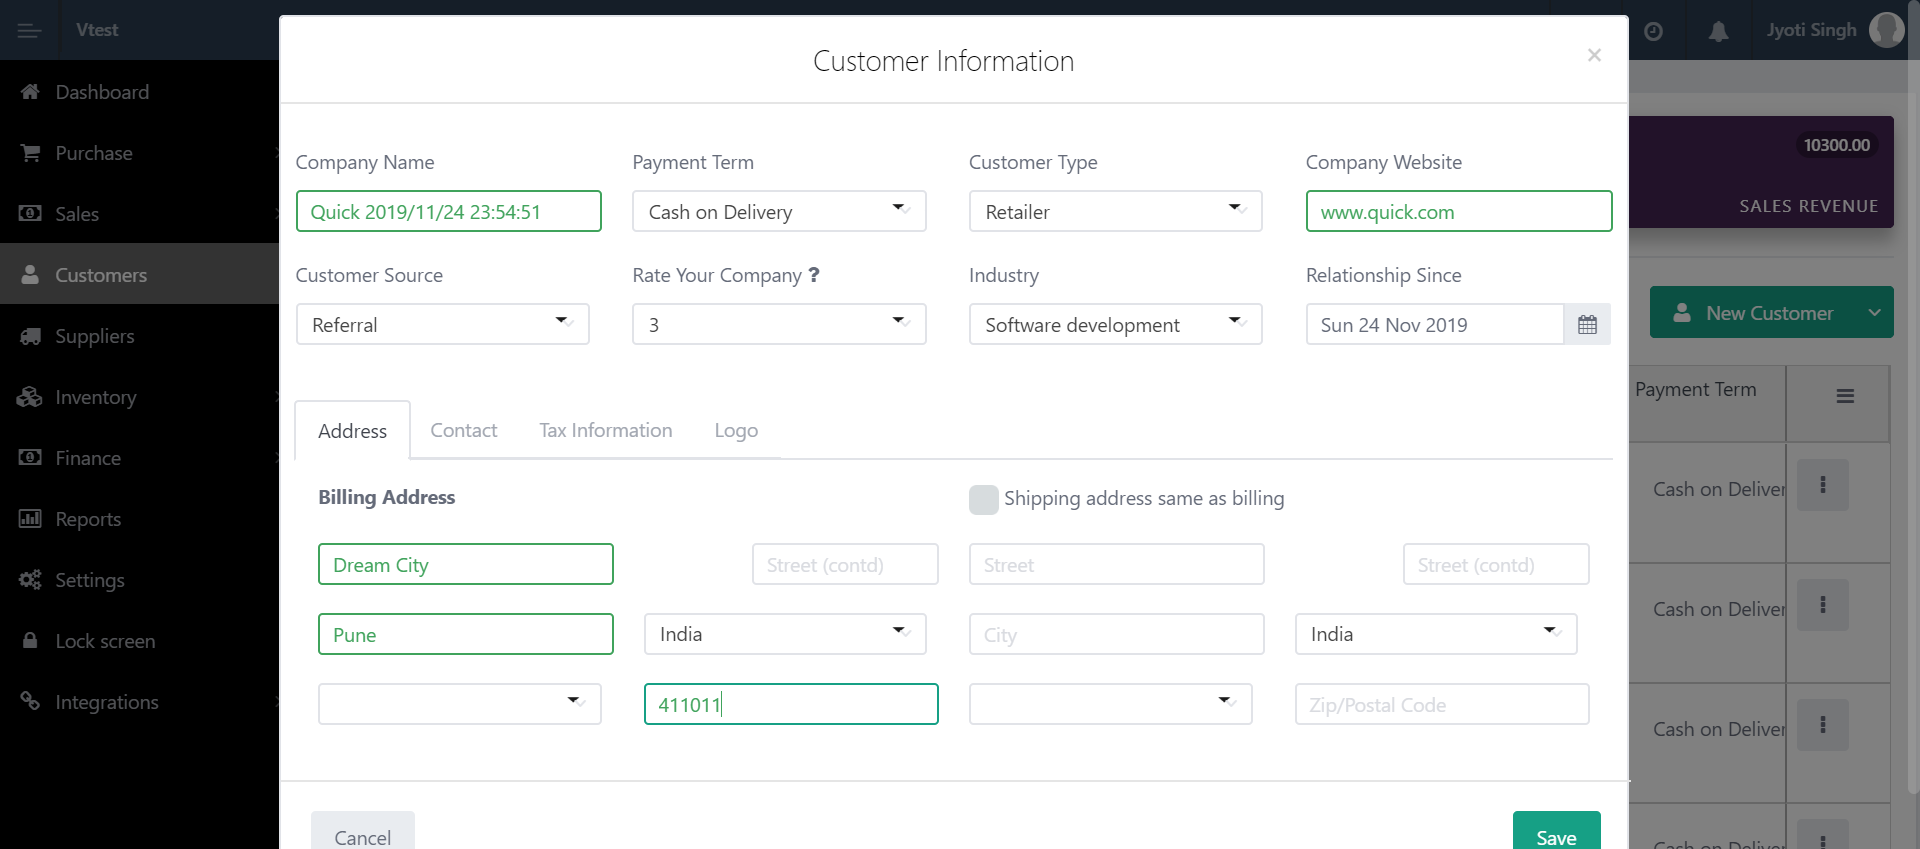 Vtest
Jyoti Singh
Dashboard
Purchase
Sales
Customers
Suppliers
Inventory
Finance
Reports
Settings
Lock screen
Integrations
Customer Information
×
Company Name
Payment Term
Customer Type
Company Website
Quick 2019/11/24 23:54:51
Cash on Delivery
Retailer
www.quick.com
Customer Source
Rate Your Company ?
Industry
Relationship Since
Referral
3
Software development
Sun 24 Nov 2019
Address
Contact
Tax Information
Logo
Billing Address
Shipping address same as billing
Dream City
Street (contd)
Street
Street (contd)
Pune
India
City
India
411011
Zip/Postal Code
Cancel
Save
10300.00
SALES REVENUE
New Customer
Payment Term
Cash on Deliver
Cash on Deliver
Cash on Deliver
Cash on Deliver